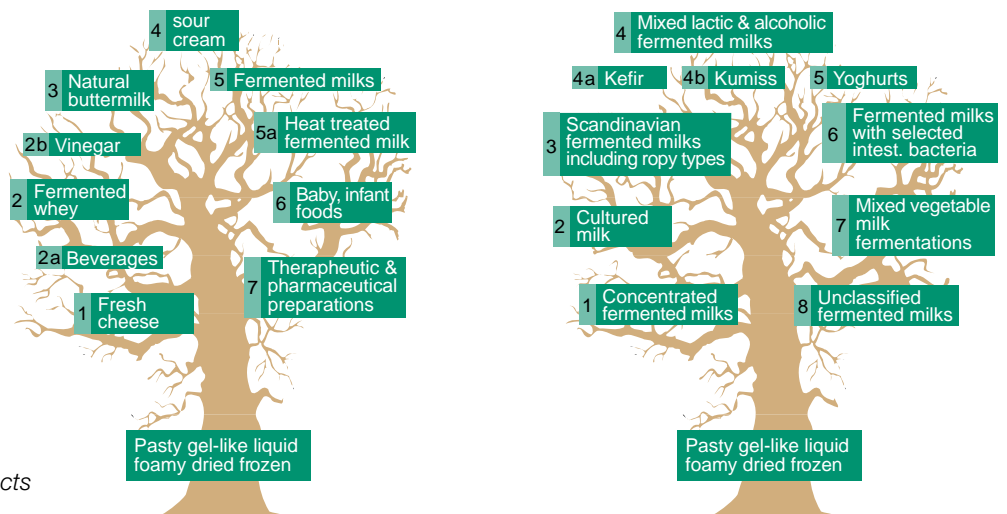 4 sour
cream
3 Natural
buttermilk
5 Fermented milks
2b Vinegar
5a Heat treated
fermented milk
2 Fermented
whey
6 Baby, infant
foods
2a Beverages
7 Therapheutic &
pharmaceutical
preparations
1 Fresh
cheese
Pasty gel-like liquid
foamy dried frozen
cts
4 Mixed lactic & alcoholic
fermented milks
4a Kefir
4b Kumiss
5 Yoghurts
3 Scandinavian
fermented milks
including ropy types
6 Fermented milks
with selected
intest. bacteria
2 Cultured
milk
7 Mixed vegetable
milk
fermentations
1 Concentrated
fermented milks
8 Unclassified
fermented milks
Pasty gel-like liquid
foamy dried frozen